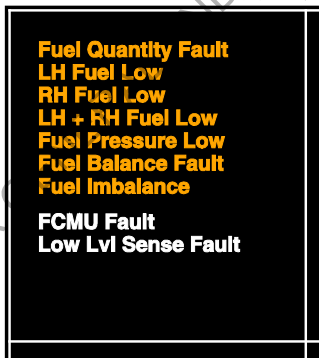 Fuel Quantity Fault
LH Fuel Low
RH Fuel Low
LH + RH Fuel Low
Fuel Pressure Low
Fuel Balance Fault
Fuel Imbalance
FCMU Fault
Low Lvl Sense Fault